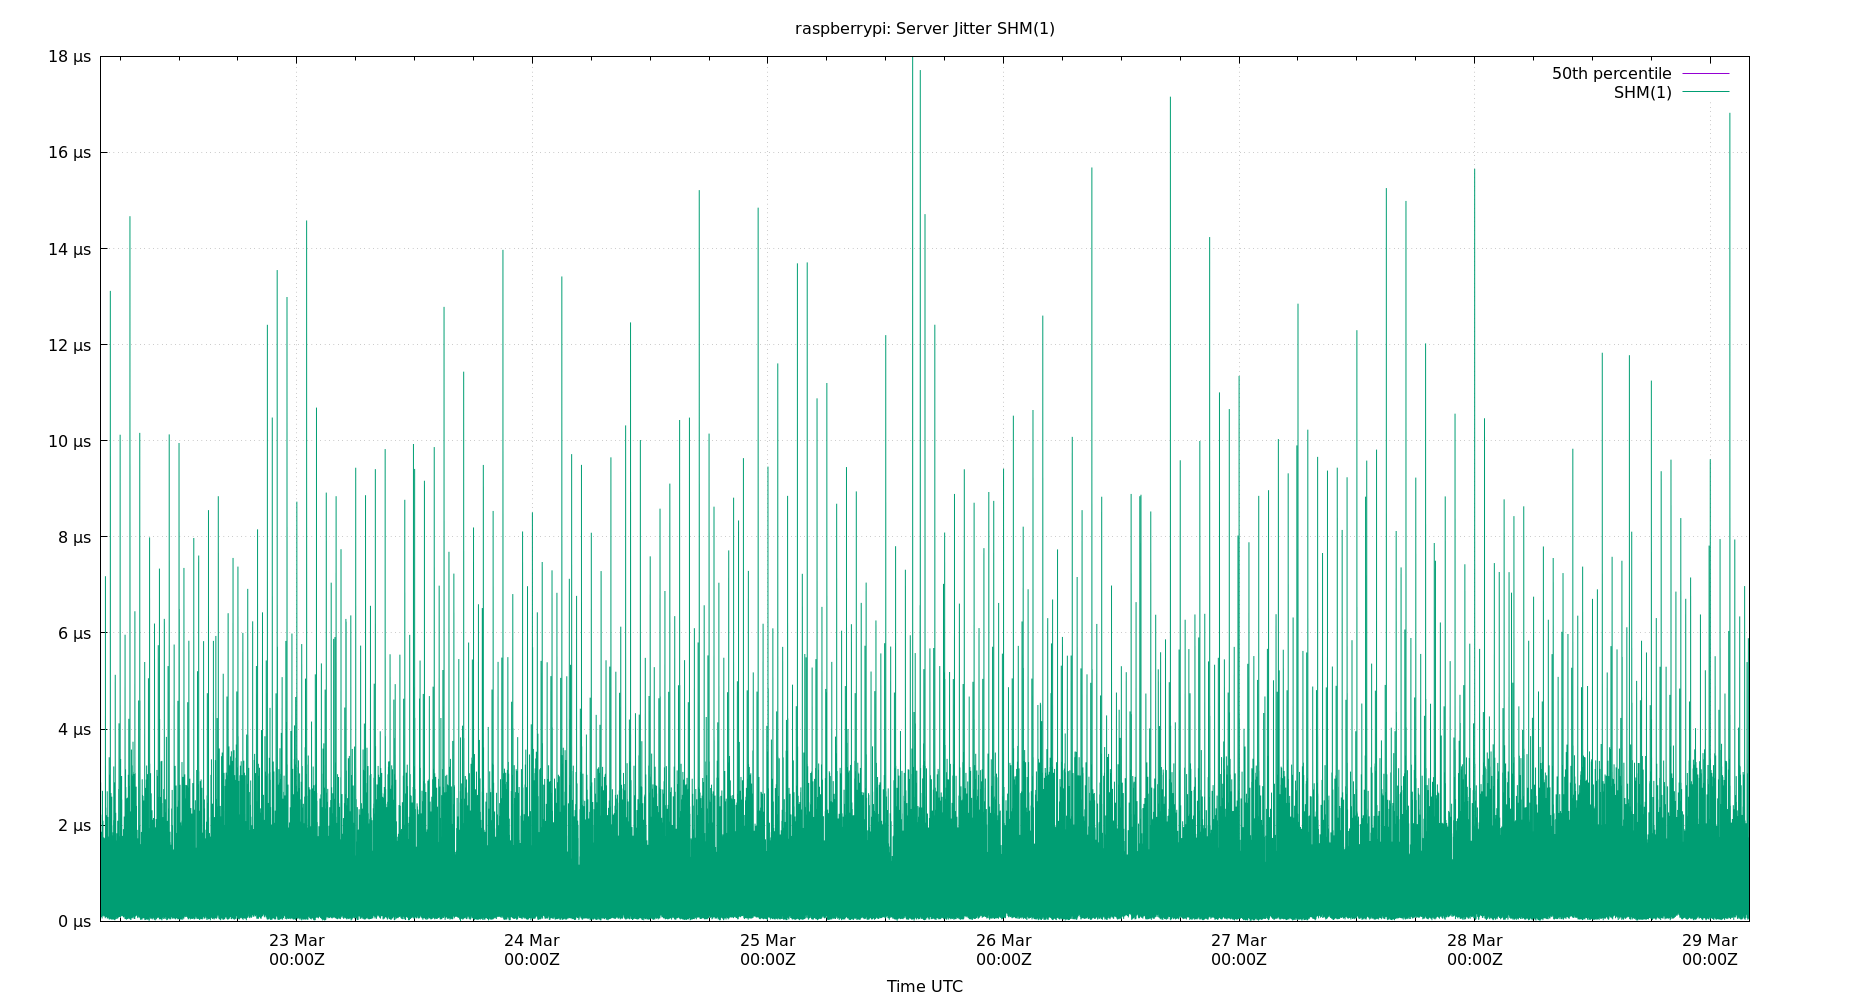 raspberrypi: Server Jitter SHM(1)
18 µs
16 µs
14 µs
12 µs
10 µs
8 µs
6 µs
4 µs
2 µs
0 µs
50th percentile
SHM(1)
23 Mar
00:00Z
24 Mar
00:00Z
25 Mar
00:00Z
26 Mar
00:00Z
27 Mar
00:00Z
28 Mar
00:00Z
29 Mar
00:00Z
Time UTC